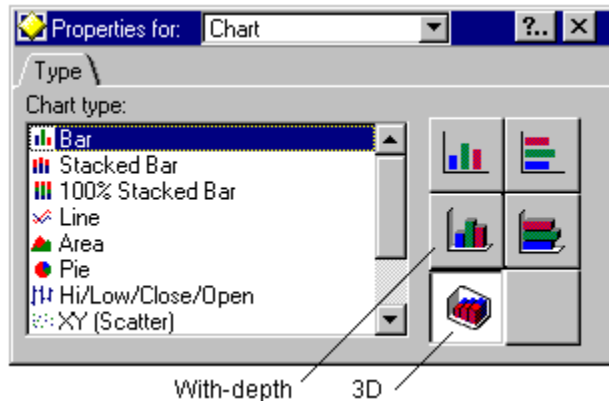 Properties for: Chart ?..
Type
Chart type:
Bar
Stacked Bar
100% Stacked Bar
Line
Area
Pie
Hi/Low/Close/Open
XY (Scatter)
With-depth 3D